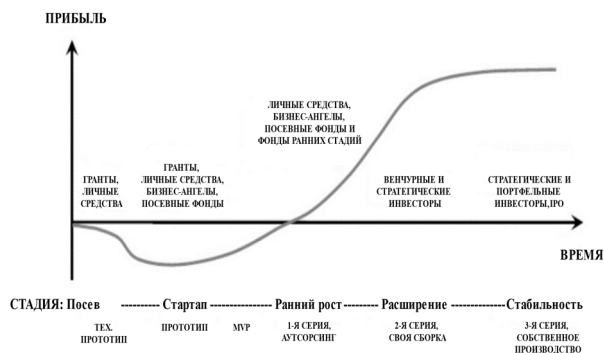 ПРИБЫЛЬ
ЛИЧНЫЕ СРЕДСТВА,
БИЗНЕС-АНГЕЛЫ,
ПОСЕВНЫЕ ФОНДЫ И
ФОНДЫ РАННИХ СТАДИЙ
ГРАНТЫ,
ЛИЧНЫЕ
СРЕДСТВА
ГРАНТЫ,
ЛИЧНЫЕ СРЕДСТВА,
БИЗНЕС-АНГЕЛЫ,
ПОСЕВНЫЕ ФОНДЫ
ВЕНЧУРНЫЕ И
СТРАТЕГИЧЕСКИЕ
ИНВЕСТОРЫ
СТРАТЕГИЧЕСКИЕ И
ПОРТФЕЛЬНЫЕ
ИНВЕСТОРЫ,IPO
ВРЕМЯ
СТАДИЯ: Посев ---------- Стартап ---------------- Ранний рост --------- Расширение -------------- Стабильность
ТЕХ.
ПРОТОТИП
ПРОТОТИП
MVP
1-Я СЕРИЯ,
АУТСОРСИНГ
2-Я СЕРИЯ,
СВОЯ СБОРКА
3-Я СЕРИЯ,
СОБСТВЕННОЕ
ПРОИЗВОДСТВО